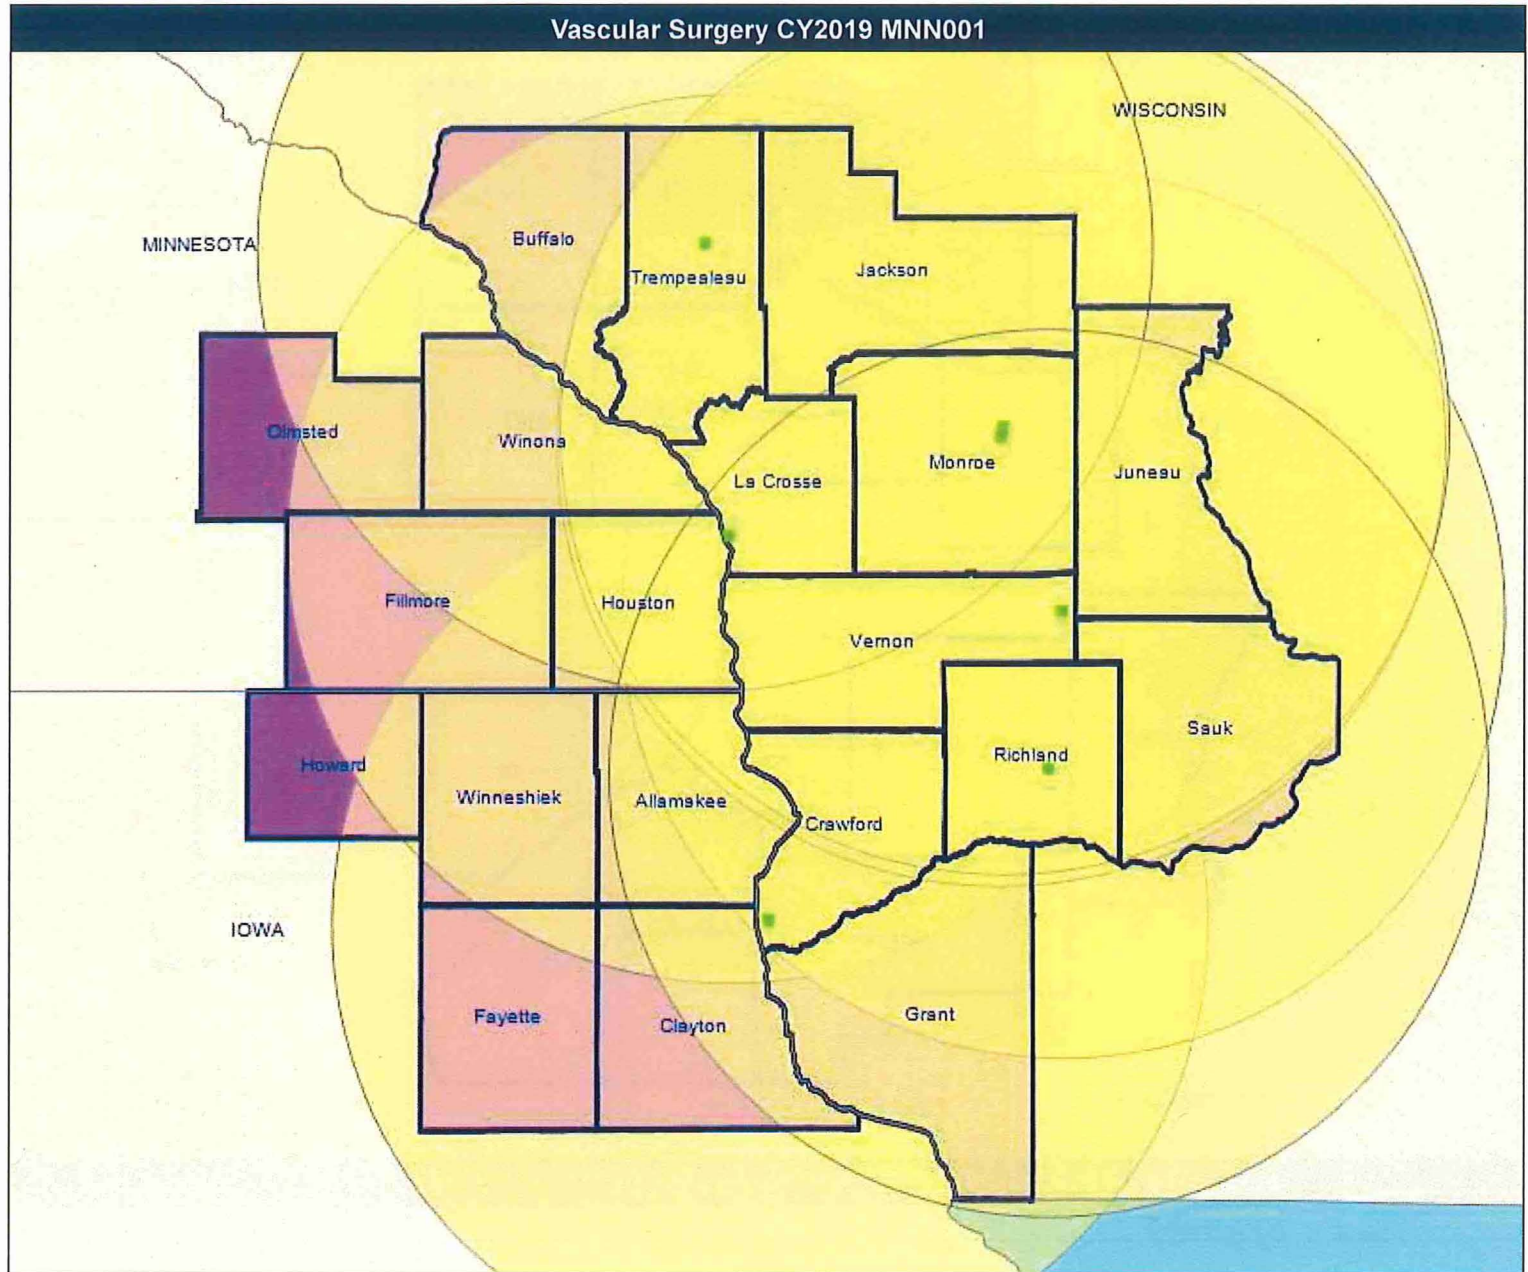 Vascular Surgery CY2019 MNN001
WISCONSIN
MINNESOTA
Buffalo
Trempealeau
Jackson
Olmsted
Winona
La Crosse
Monroe
Juneau
Fillmore
Houston
Vernon
Sauk
Richland
Howard
Winneshiek
Allamakee
Crawford
IOWA
Fayette
Clayton
Grant